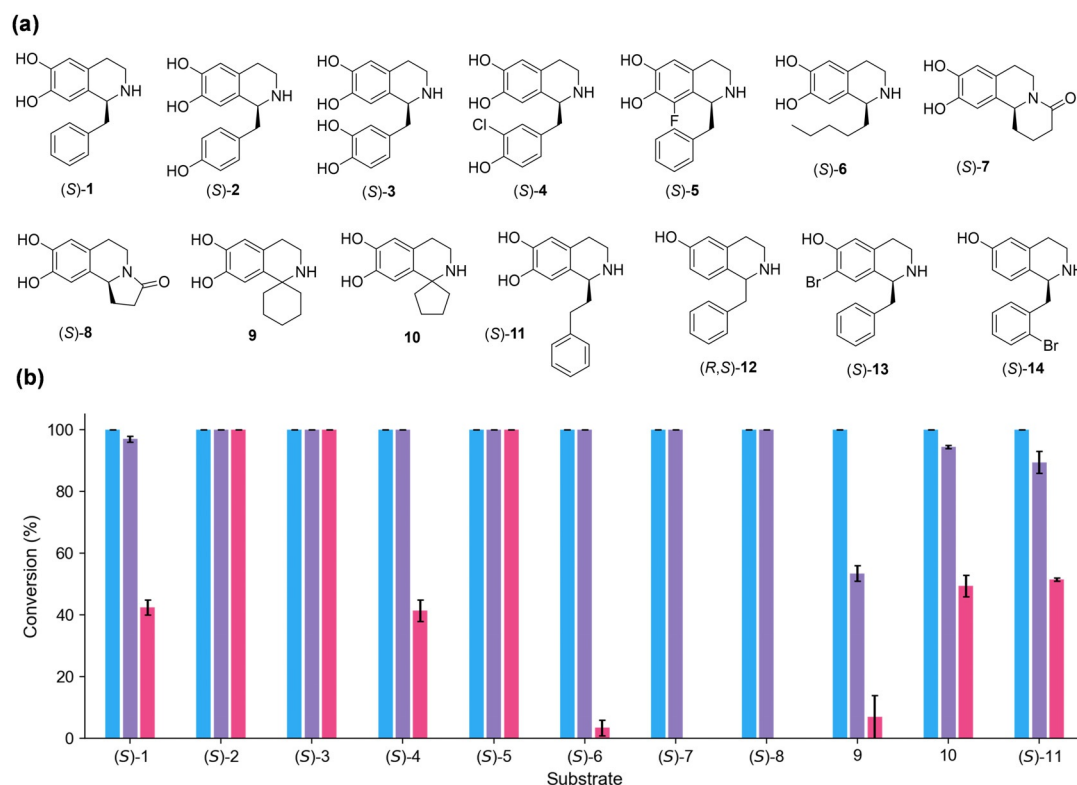 (a)
HO
HO
NH
(S)-1
HO
HO
NH
HO
(S)-2
HO
HO
NH
HO
HO
(S)-3
HO
HO
NH
Cl
HO
(S)-4
HO
HO
NH
F
(S)-5
HO
HO
NH
(S)-6
HO
HO
N
O
(S)-7
HO
HO
N
O
(S)-8
HO
HO
NH
9
HO
HO
NH
10
HO
HO
NH
(S)-11
HO
NH
(R,S)-12
HO
Br
NH
(S)-13
HO
NH
Br
(S)-14
(b)
Conversion (%)
100
80
60
40
20
0
(S)-1 (S)-2 (S)-3 (S)-4 (S)-5 (S)-6 (S)-7 (S)-8 9 10 (S)-11
Substrate